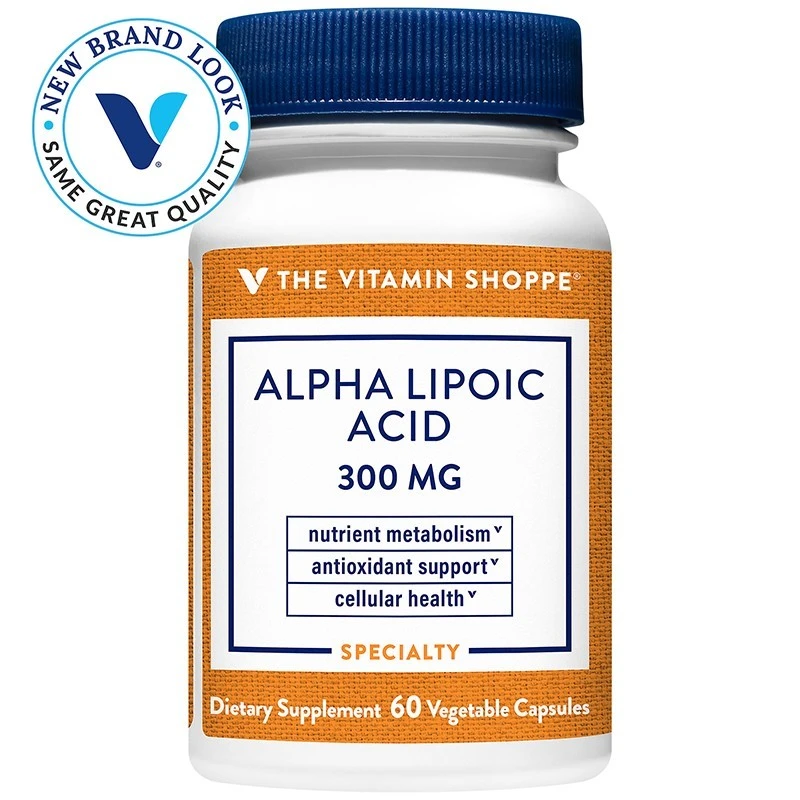 NEW BRAND LOOK
SAME GREAT QUALITY
®
THE VITAMIN SHOPPE®
ALPHA LIPOIC
ACID
300 MG
nutrient metabolism
antioxidant support
cellular health
SPECIALTY
Dietary Supplement 60 Vegetable Capsules